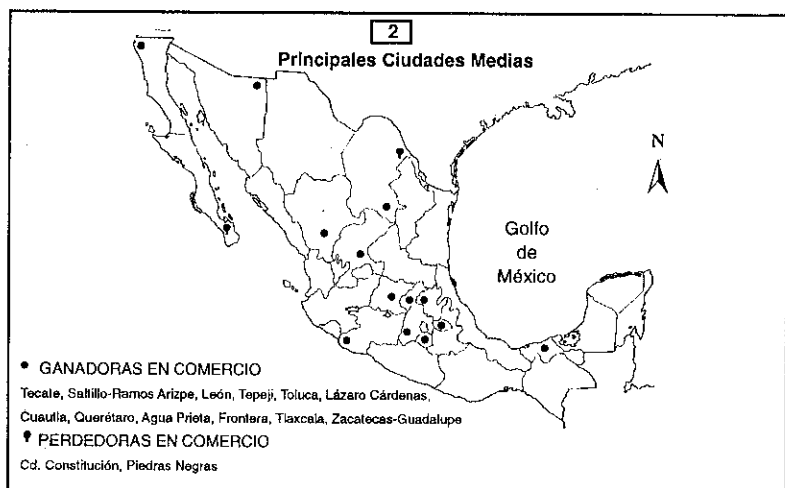 2
Principales Ciudades Medias
N
Golfo
de
México
GANADORAS EN COMERCIO
Tecate, Saltillo-Ramos Arizpe, León, Tepeji, Toluca, Lázaro Cárdenas,
Cuautla, Querétaro, Agua Prieta, Frontera, Tlaxcala, Zacatecas-Guadalupe
PERDEDORAS EN COMERCIO
Cd. Constitución, Piedras Negras